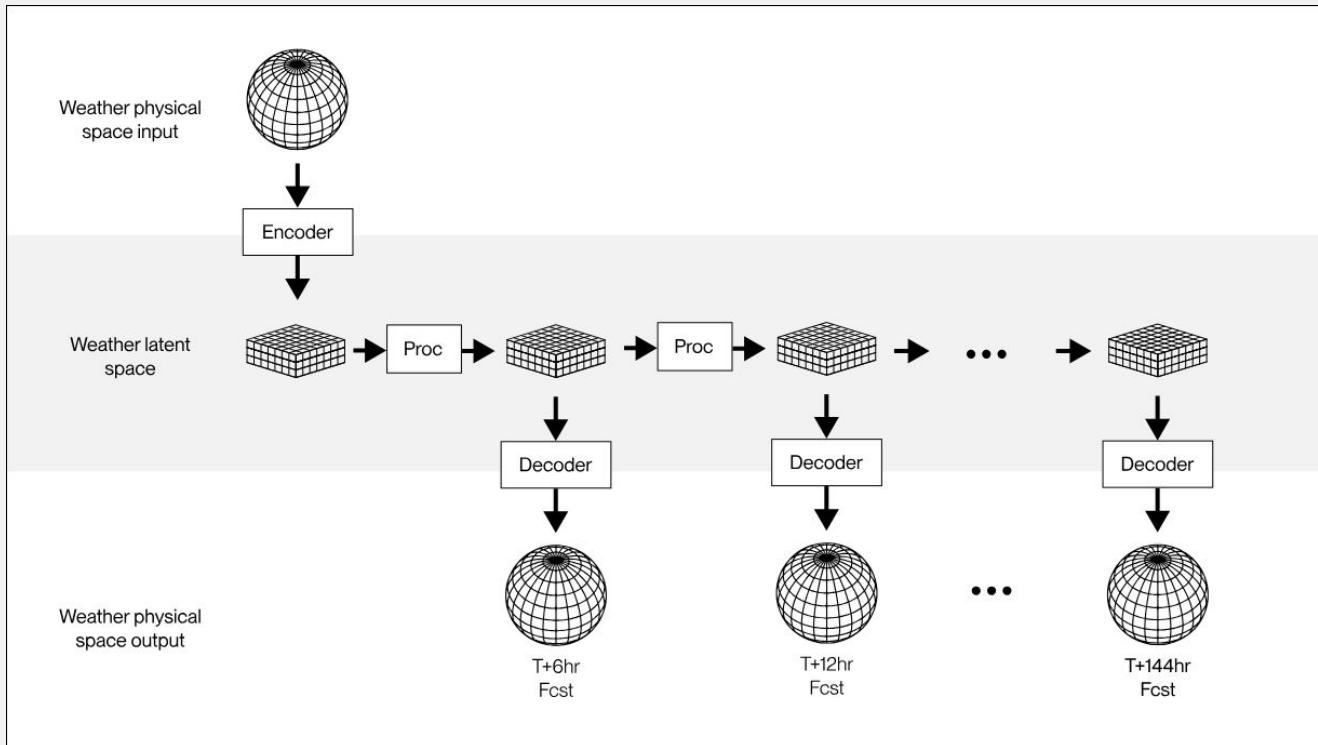 Weather physical
space input
Encoder
Weather latent
space
Proc
Proc
Decoder
Decoder
Decoder
Weather physical
space output
T+6hr
Fcst
T+12hr
Fcst
T+144hr
Fcst